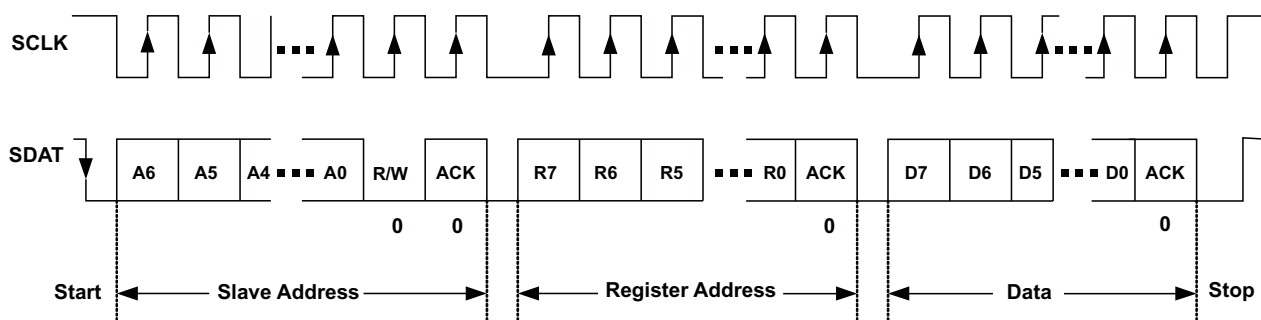 SCLK
SDAT
A6 A5 A4 A0 R/W ACK R7 R6 R5 R0 ACK D7 D6 D5 D0 ACK
0 0 0 0
Start Slave Address Register Address Data Stop